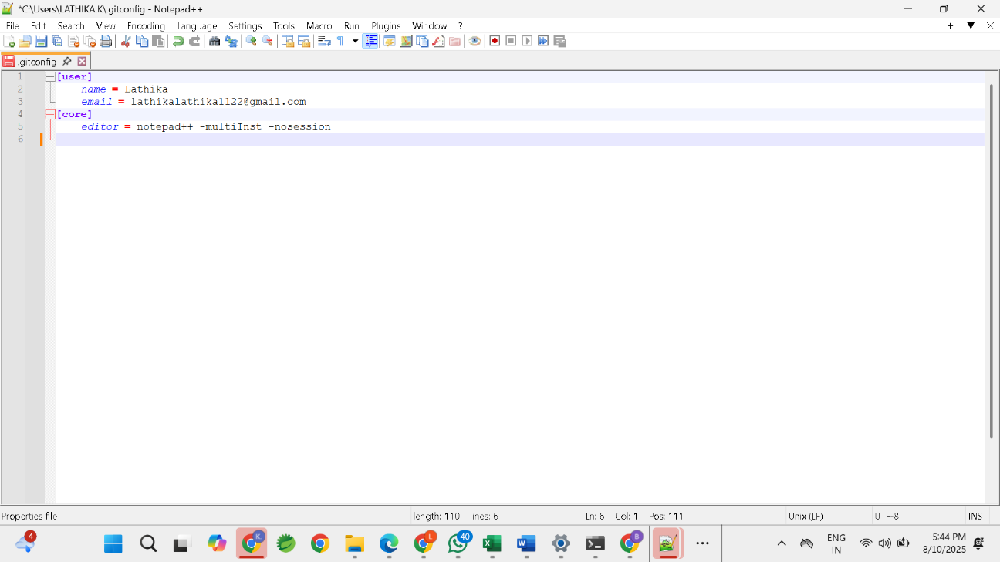 *C:\Users\LATHIKA.K\.gitconfig - Notepad++
File Edit Search View Encoding Language Settings Tools Macro Run Plugins Window ?
.gitconfig
1 [user]
2 name = Lathika
3 email = lathikalathika1122@gmail.com
4 [core]
5 editor = notepad++ -multiInst -nosession
6
Properties file length: 110 lines: 6 Ln: 6 Col: 1 Pos: 111 Unix (LF) UTF-8 INS
4 K L 40 B ENG 5:44 PM
IN 8/10/2025